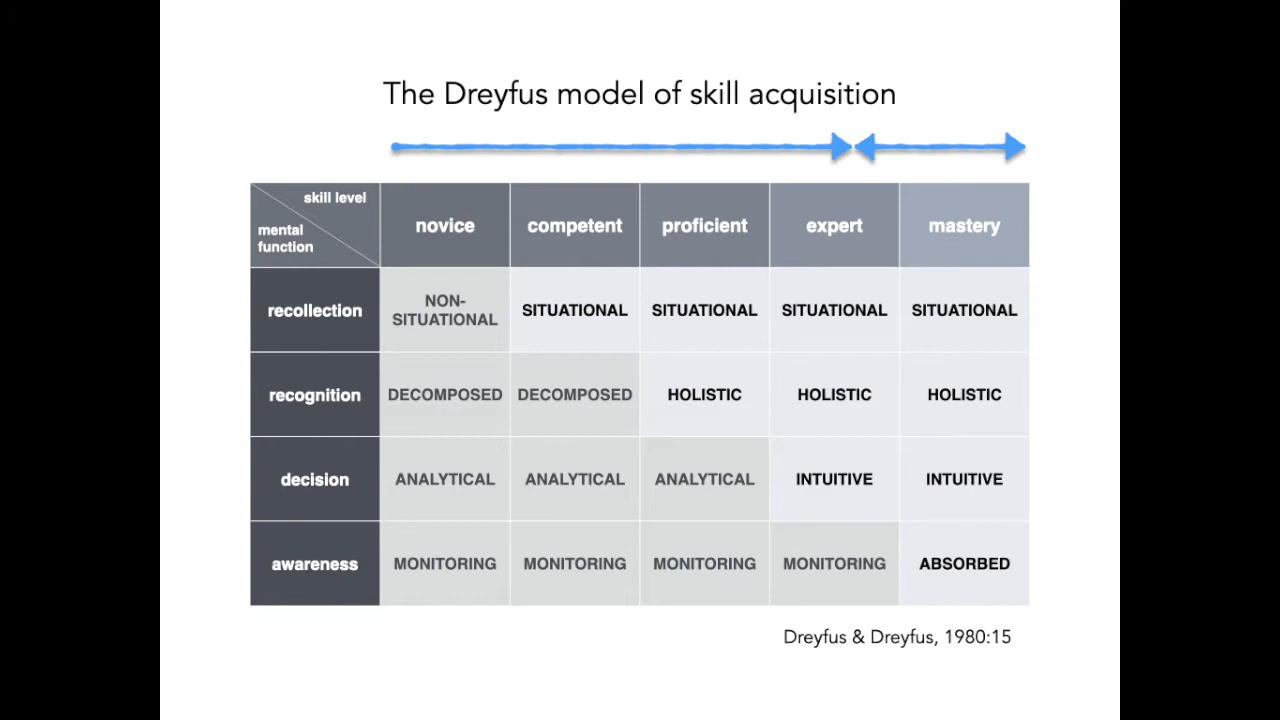 The Dreyfus model of skill acquisition
skill level
mental
function
novice
competent
proficient
expert
mastery
recollection
NON-
SITUATIONAL
SITUATIONAL
SITUATIONAL
SITUATIONAL
SITUATIONAL
recognition
DECOMPOSED
DECOMPOSED
HOLISTIC
HOLISTIC
HOLISTIC
decision
ANALYTICAL
ANALYTICAL
ANALYTICAL
INTUITIVE
INTUITIVE
awareness
MONITORING
MONITORING
MONITORING
MONITORING
ABSORBED
Dreyfus & Dreyfus, 1980:15